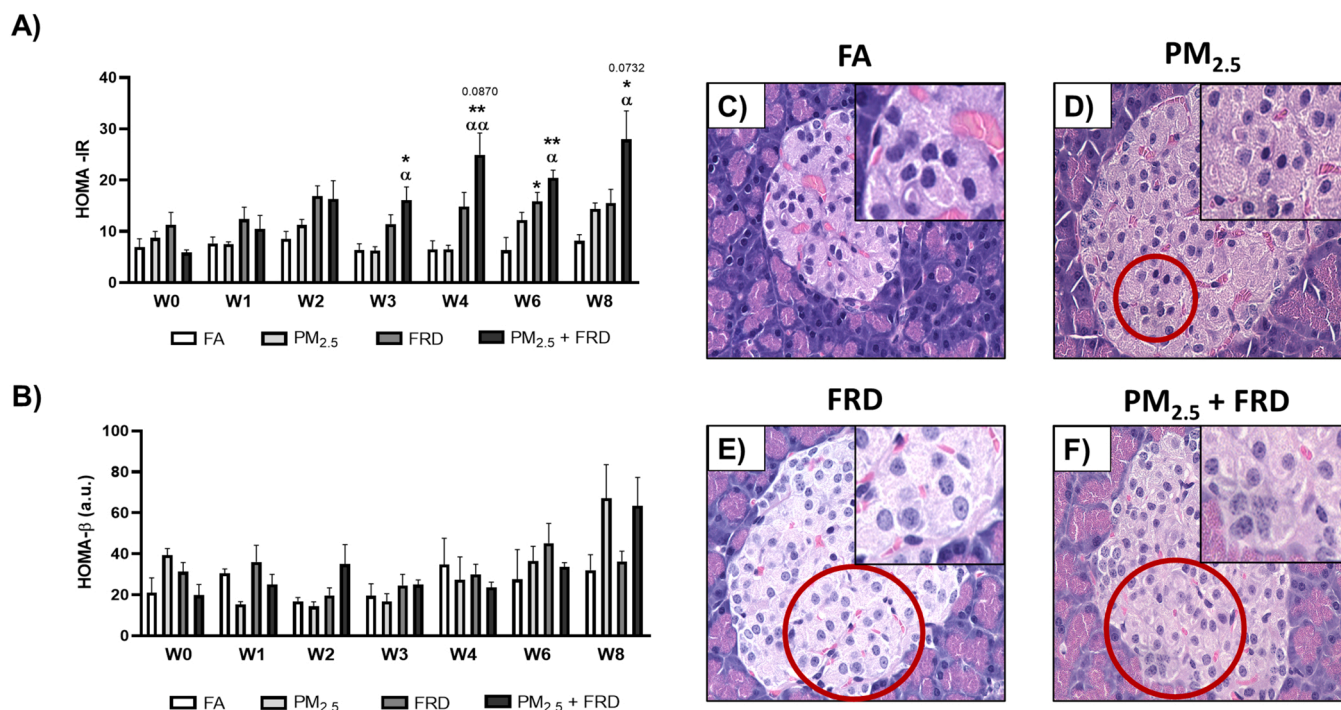 A)
HOMA -IR
40
30
20
10
0
*
α
0.0870
**
αα
*
**
α
0.0732
*
α
W0 W1 W2 W3 W4 W6 W8
FA PM2.5 FRD PM2.5 + FRD
B)
HOMA-β (a.u.)
100
80
60
40
20
0
W0 W1 W2 W3 W4 W6 W8
FA PM2.5 FRD PM2.5 + FRD
FA
C)
PM2.5
D)
FRD
E)
PM2.5 + FRD
F)